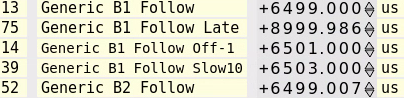 13 Generic B1 Follow +6499.000 us
75 Generic B1 Follow Late +8999.986 us
14 Generic B1 Follow Off-1 +6501.000 us
39 Generic B1 Follow Slow10 +6503.000 us
52 Generic B2 Follow +6499.007 us